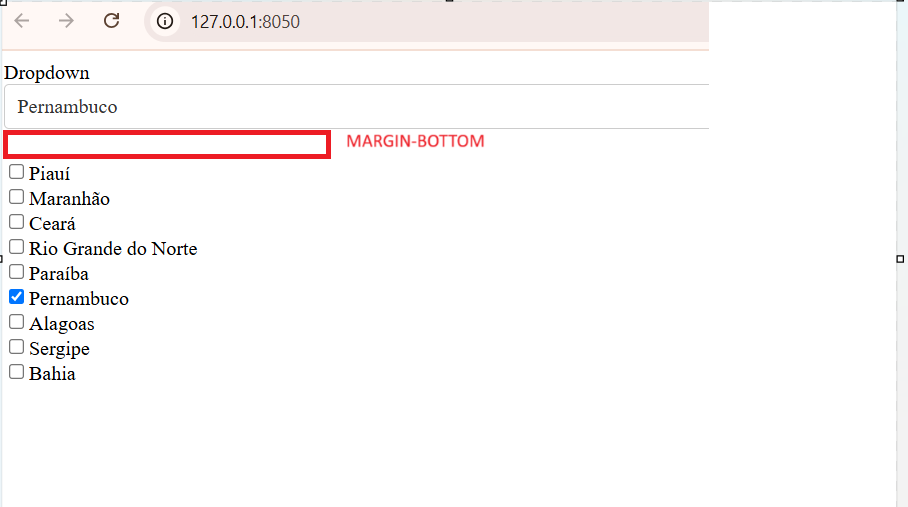 127.0.0.1:8050
Dropdown
Pernambuco
MARGIN-BOTTOM
Piauí
Maranhão
Ceará
Rio Grande do Norte
Paraíba
Pernambuco
Alagoas
Sergipe
Bahia